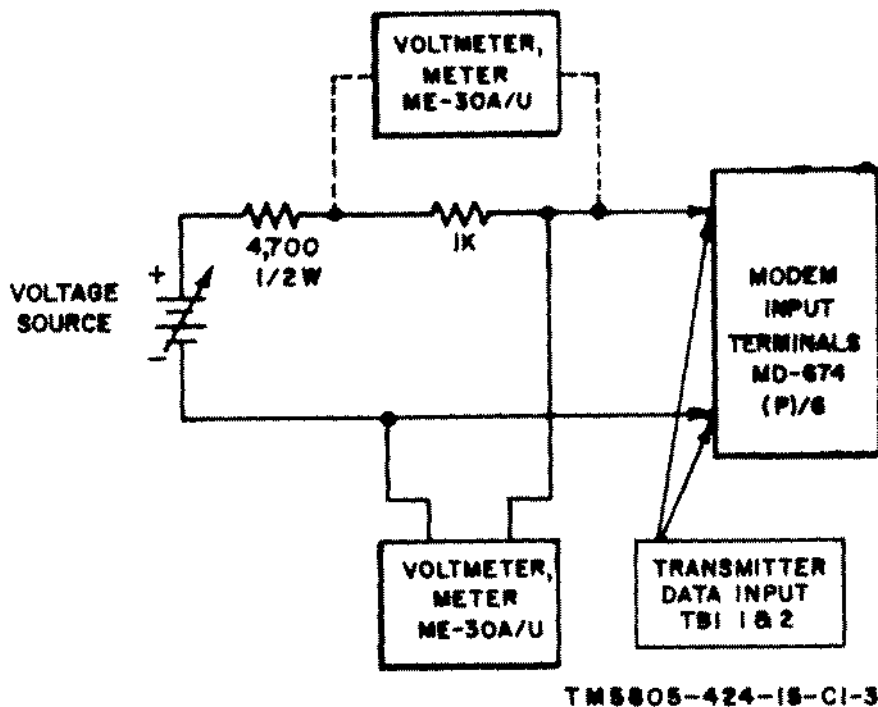 VOLTMETER,
METER
ME-30A/U
4,700
1/2 W
1K
+
-
VOLTAGE
SOURCE
MODEM
INPUT
TERMINALS
MD-674
(P)/G
VOLTMETER,
METER
ME-30A/U
TRANSMITTER
DATA INPUT
TB1 1 & 2
TM5805-424-15-C1-3